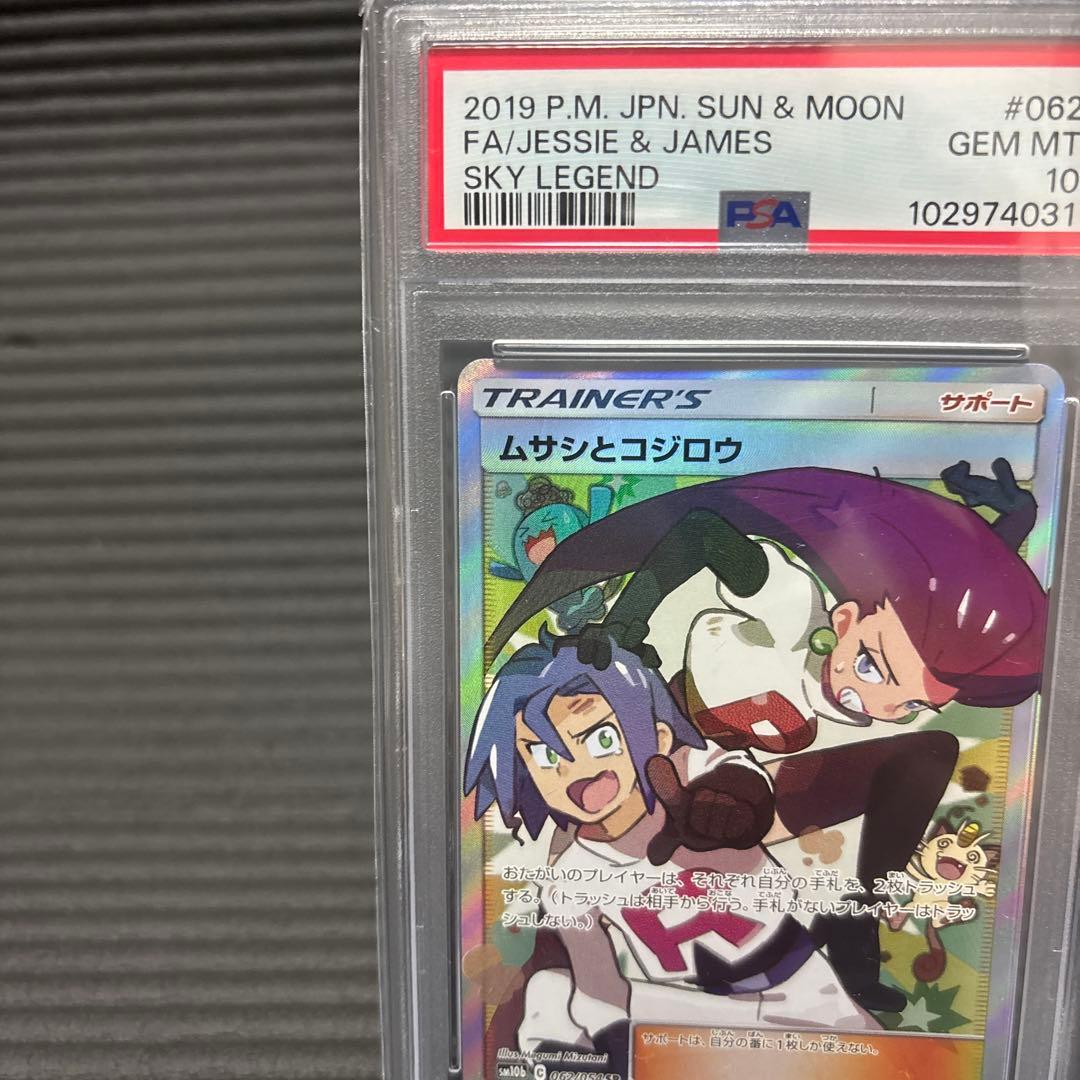 2019 P.M. JPN. SUN & MOON #062
FA/JESSIE & JAMES GEM MT
SKY LEGEND 10
PSA 102974031
TRAINER'S サポート
ムサシとコジロウ
おたがいのプレイヤーは、それぞれ自分の手札を、2枚トラッシュ
する。（トラッシュは相手から行う。手札がないプレイヤーはトラッ
シュしない。）
サポートは、自分の番に1枚しか使えない。
Illus. Megumi Mizutani
SM10b C 062/054 SR